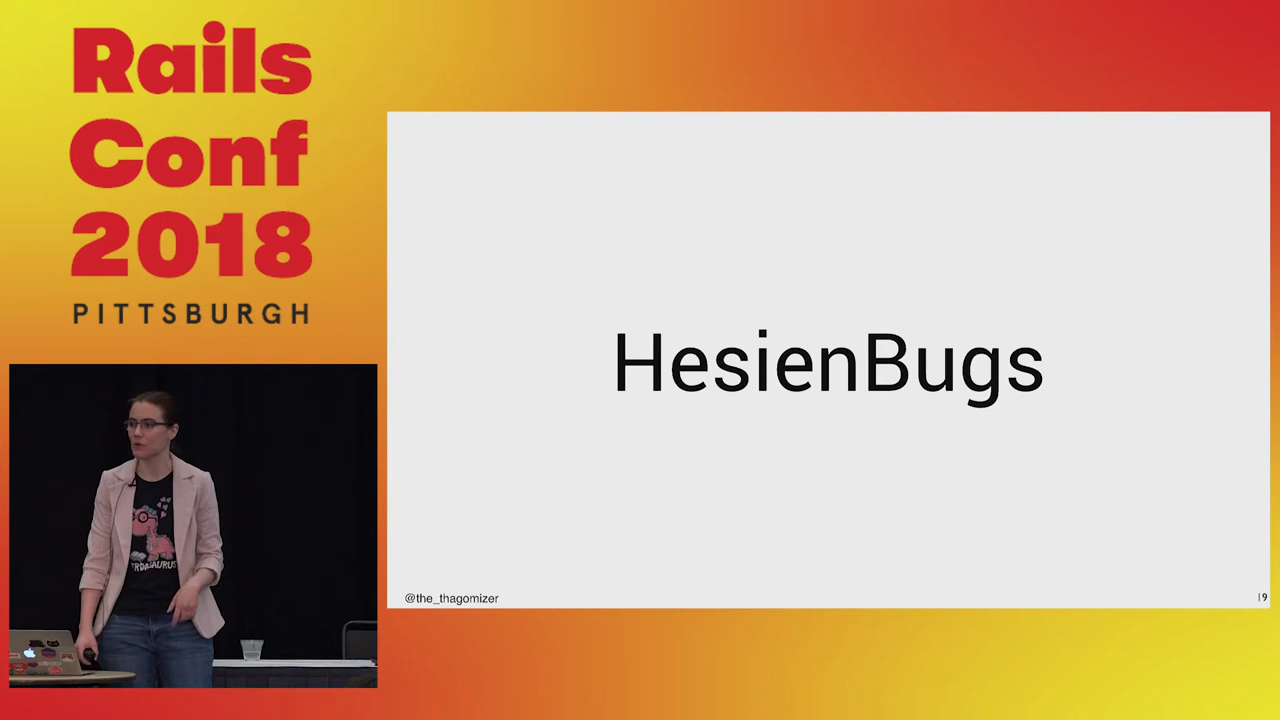 Rails
Conf
2018
PITTSBURGH
HesienBugs
@the_thagomizer
19